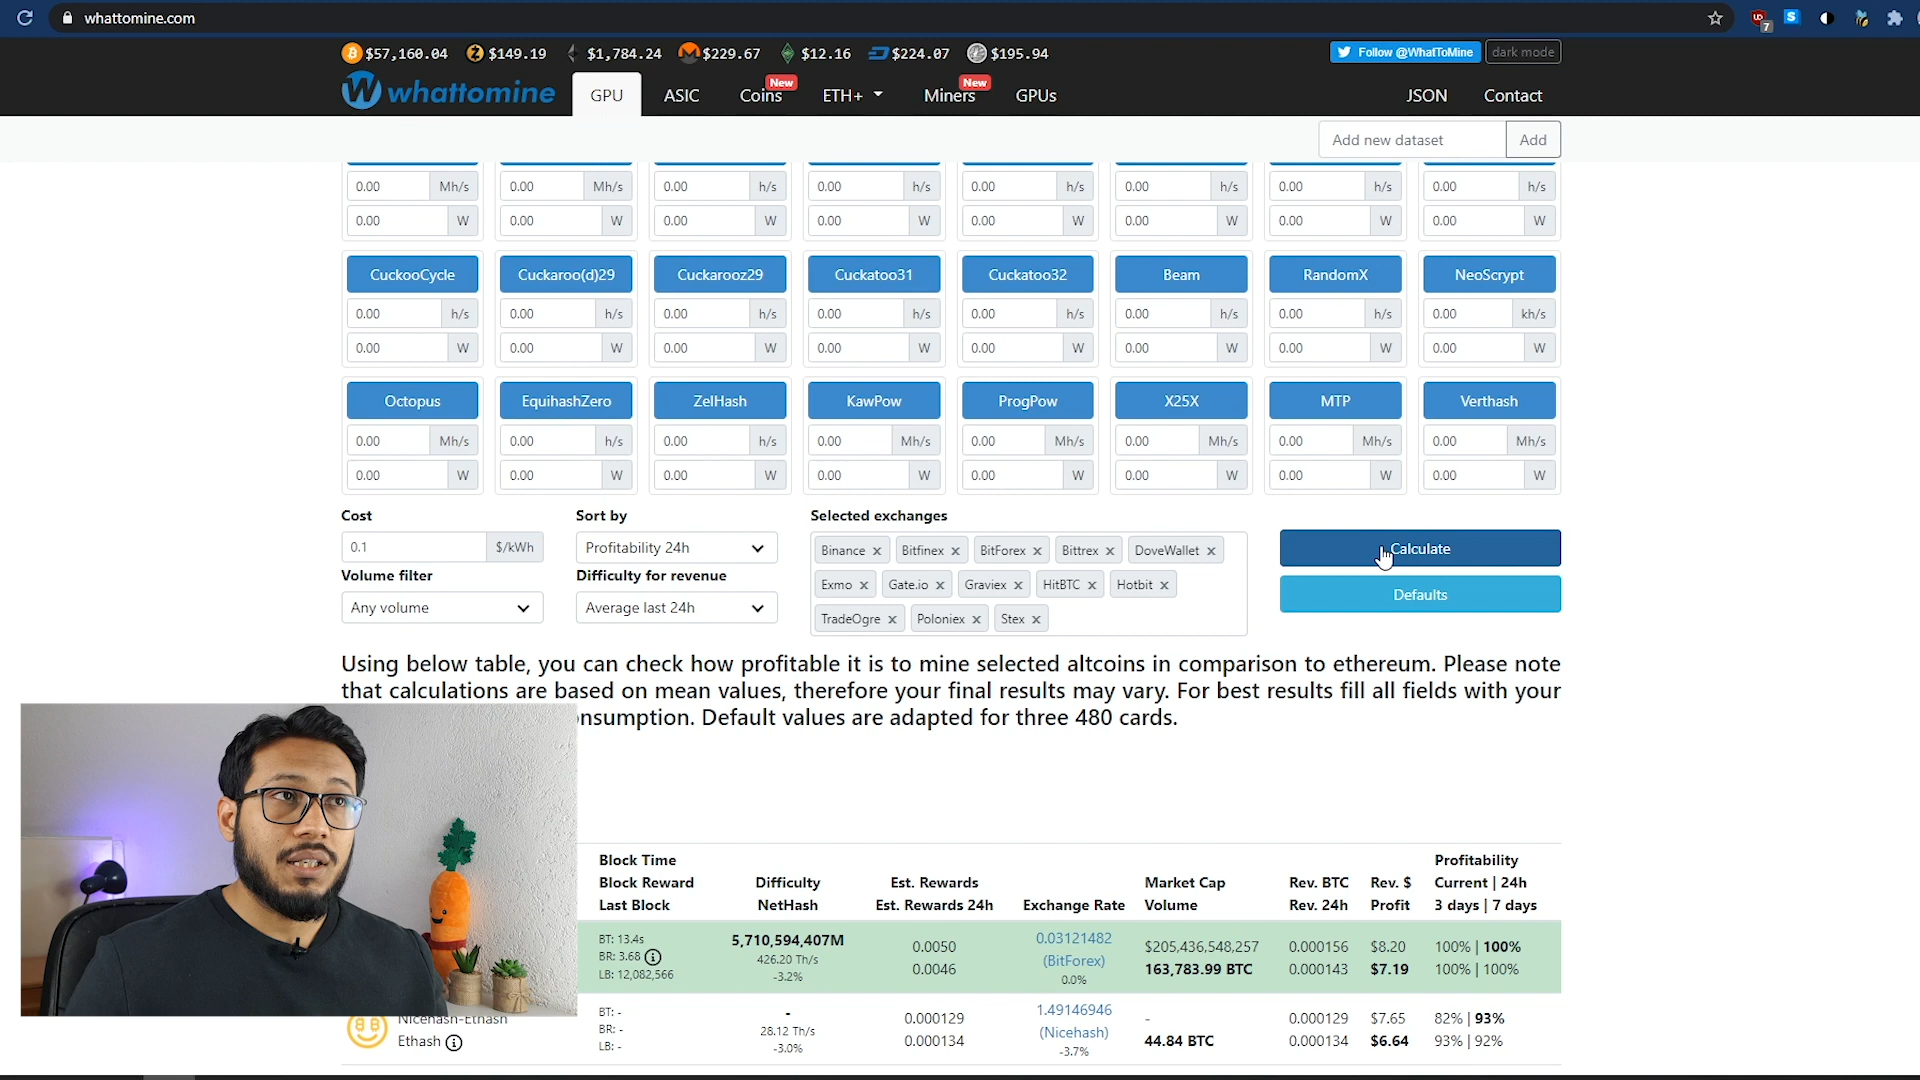 whattomine.com
UD 7 S
$57,160.04 $149.19 $1,784.24 $229.67 $12.16 $224.07 $195.94 Follow @WhatToMine dark mode
W whattomine GPU ASIC Coins New ETH+ Miners New GPUs JSON Contact
Add new dataset Add
0.00 Mh/s 0.00 Mh/s 0.00 h/s 0.00 h/s 0.00 h/s 0.00 h/s 0.00 h/s 0.00 h/s
0.00 W 0.00 W 0.00 W 0.00 W 0.00 W 0.00 W 0.00 W 0.00 W
CuckooCycle Cuckaroo(d)29 Cuckarooz29 Cuckatoo31 Cuckatoo32 Beam RandomX NeoScrypt
0.00 h/s 0.00 h/s 0.00 h/s 0.00 h/s 0.00 h/s 0.00 h/s 0.00 h/s 0.00 kh/s
0.00 W 0.00 W 0.00 W 0.00 W 0.00 W 0.00 W 0.00 W 0.00 W
Octopus EquihashZero ZelHash KawPow ProgPow X25X MTP Verthash
0.00 Mh/s 0.00 h/s 0.00 h/s 0.00 Mh/s 0.00 Mh/s 0.00 Mh/s 0.00 Mh/s 0.00 Mh/s
0.00 W 0.00 W 0.00 W 0.00 W 0.00 W 0.00 W 0.00 W 0.00 W
Cost Sort by Selected exchanges
0.1 $/kWh Profitability 24h Binance × Bitfinex × BitForex × Bittrex × DoveWallet × Calculate
Volume filter Difficulty for revenue Exmo × Gate.io × Graviex × HitBTC × Hotbit × Defaults
Any volume Average last 24h TradeOgre × Poloniex × Stex ×
Using below table, you can check how profitable it is to mine selected altcoins in comparison to ethereum. Please note
that calculations are based on mean values, therefore your final results may vary. For best results fill all fields with your
nsumption. Default values are adapted for three 480 cards.
Block Time Profitability
Block Reward Difficulty Est. Rewards Market Cap Rev. BTC Rev. $ Current | 24h
Last Block NetHash Est. Rewards 24h Exchange Rate Volume Rev. 24h Profit 3 days | 7 days
BT: 13.4s 5,710,594,407M 0.0050 0.03121482 $205,436,548,257 0.000156 $8.20 100% | 100%
BR: 3.68 426.20 Th/s (BitForex)
LB: 12,082,566 -3.2% 0.0046 0.0% 163,783.99 BTC 0.000143 $7.19 100% | 100%
Nicehash-Ethash BT: - - 0.000129 1.49146946 - 0.000129 $7.65 82% | 93%
BR: - 28.12 Th/s (Nicehash)
Ethash LB: - -3.0% 0.000134 -3.7% 44.84 BTC 0.000134 $6.64 93% | 92%